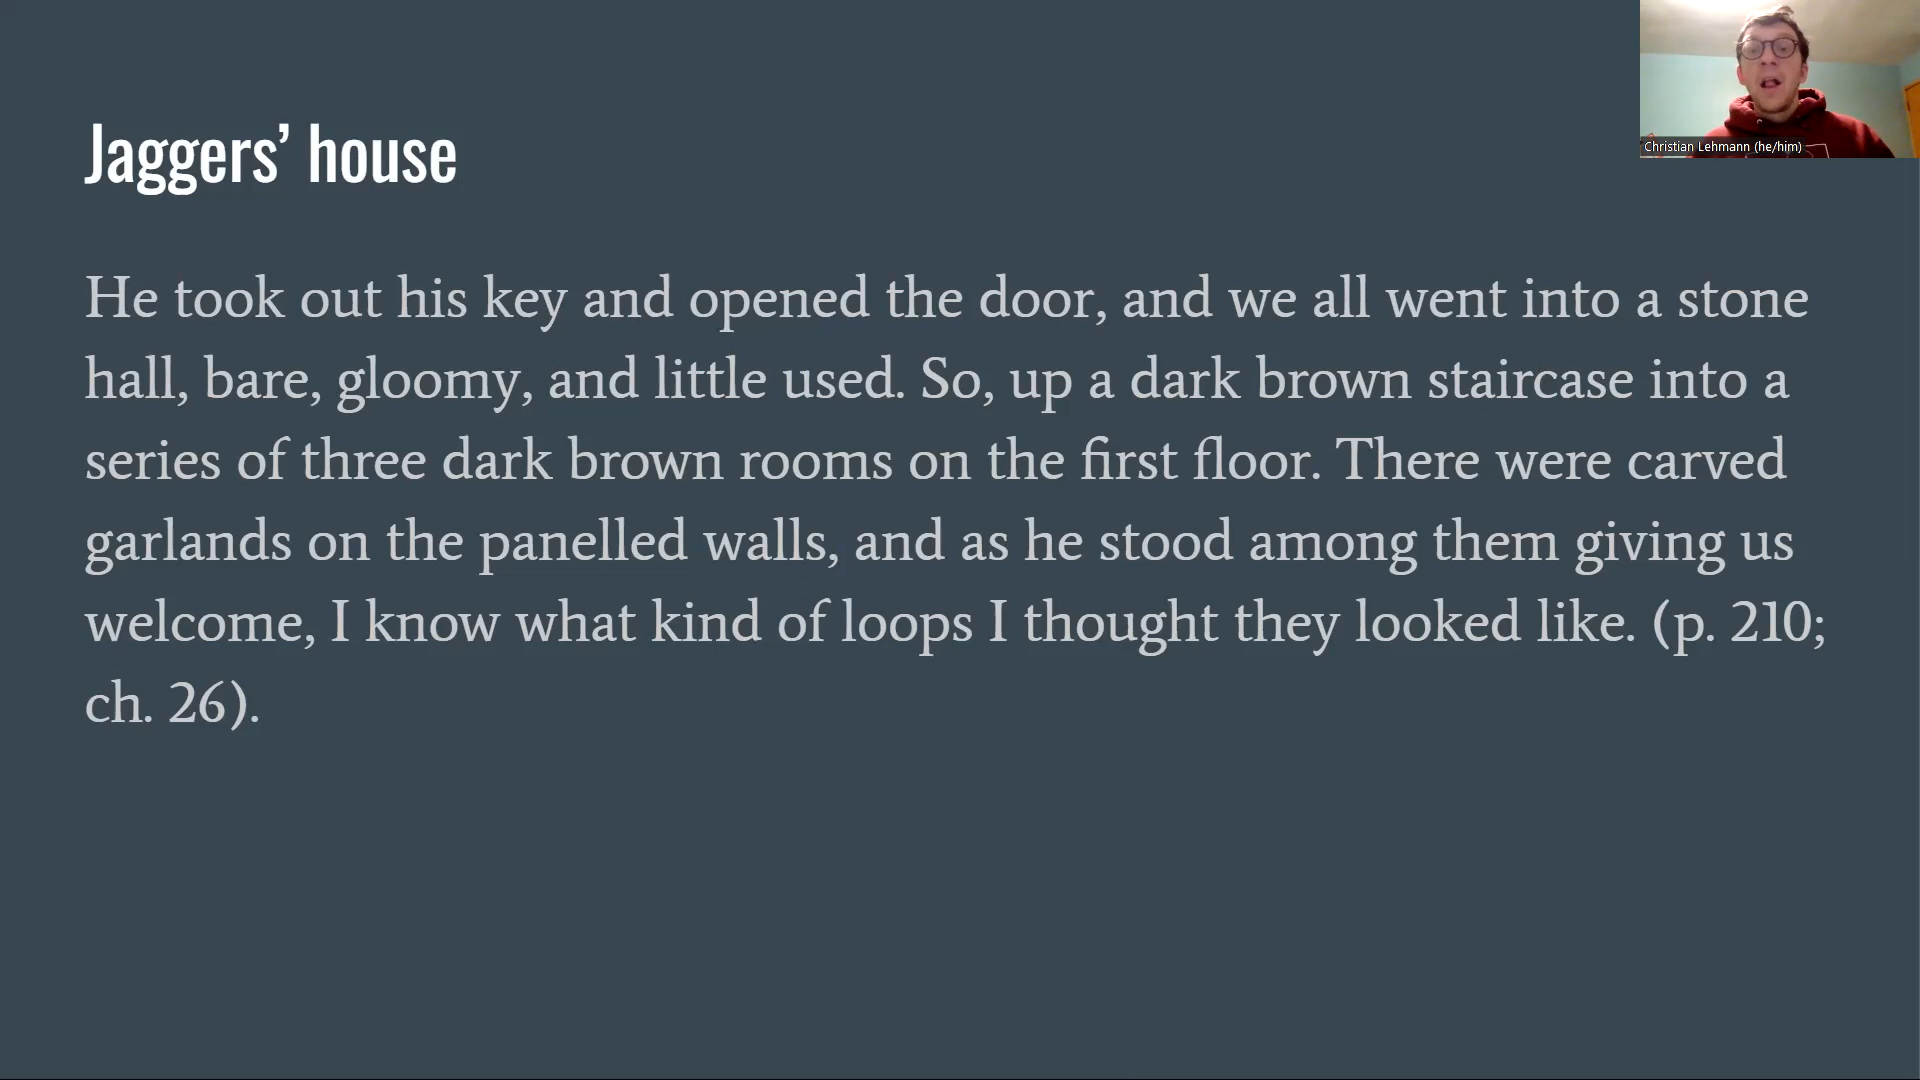 Jaggers’ house
He took out his key and opened the door, and we all went into a stone
hall, bare, gloomy, and little used. So, up a dark brown staircase into a
series of three dark brown rooms on the first floor. There were carved
garlands on the panelled walls, and as he stood among them giving us
welcome, I know what kind of loops I thought they looked like. (p. 210;
ch. 26).
Christian Lehmann (he/him)